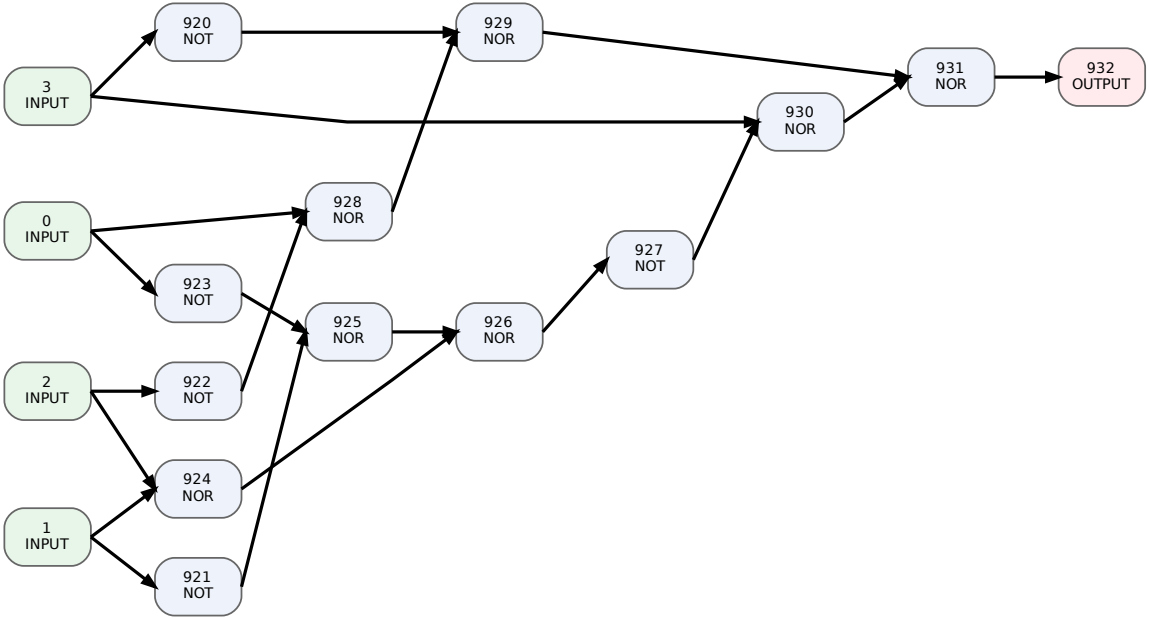 920
NOT
929
NOR
3
INPUT
931
NOR
932
OUTPUT
930
NOR
928
NOR
0
INPUT
927
NOT
923
NOT
925
NOR
926
NOR
2
INPUT
922
NOT
924
NOR
1
INPUT
921
NOT